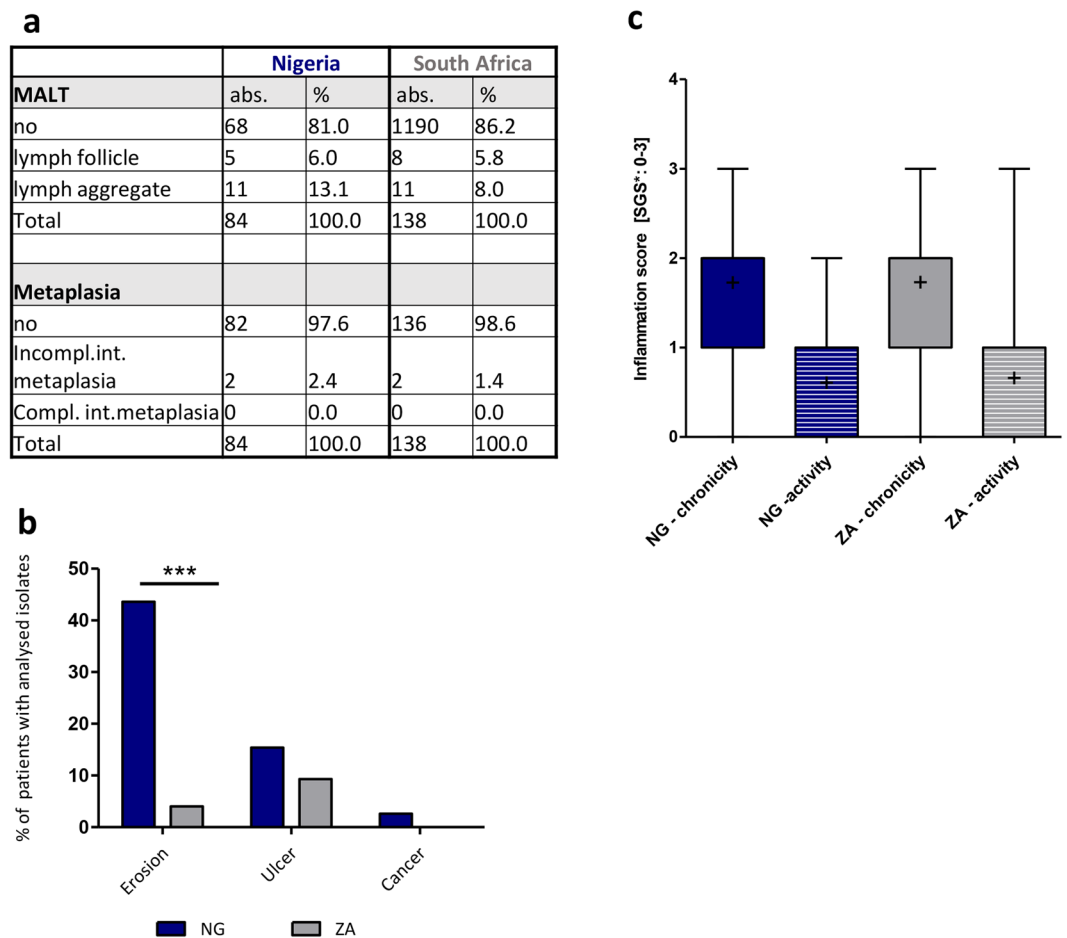 a
Nigeria South Africa
MALT abs. % abs. %
no 68 81.0 1190 86.2
lymph follicle 5 6.0 8 5.8
lymph aggregate 11 13.1 11 8.0
Total 84 100.0 138 100.0
Metaplasia
no 82 97.6 136 98.6
Incompl.int.
metaplasia 2 2.4 2 1.4
Compl. int.metaplasia 0 0.0 0 0.0
Total 84 100.0 138 100.0
b
% of patients with analysed isolates
50
40
30
20
10
0
***
Erosion Ulcer Cancer
NG ZA
c
Inflammation score [SGS*: 0-3]
4
3
2
1
0
NG - chronicity
NG -activity
ZA - chronicity
ZA - activity